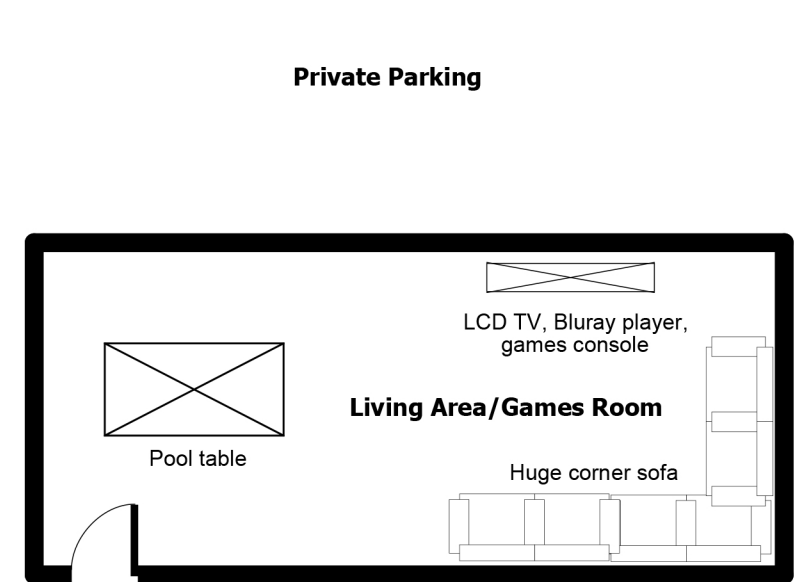 Private Parking
LCD TV, Bluray player,
games console
Living Area/Games Room
Pool table
Huge corner sofa